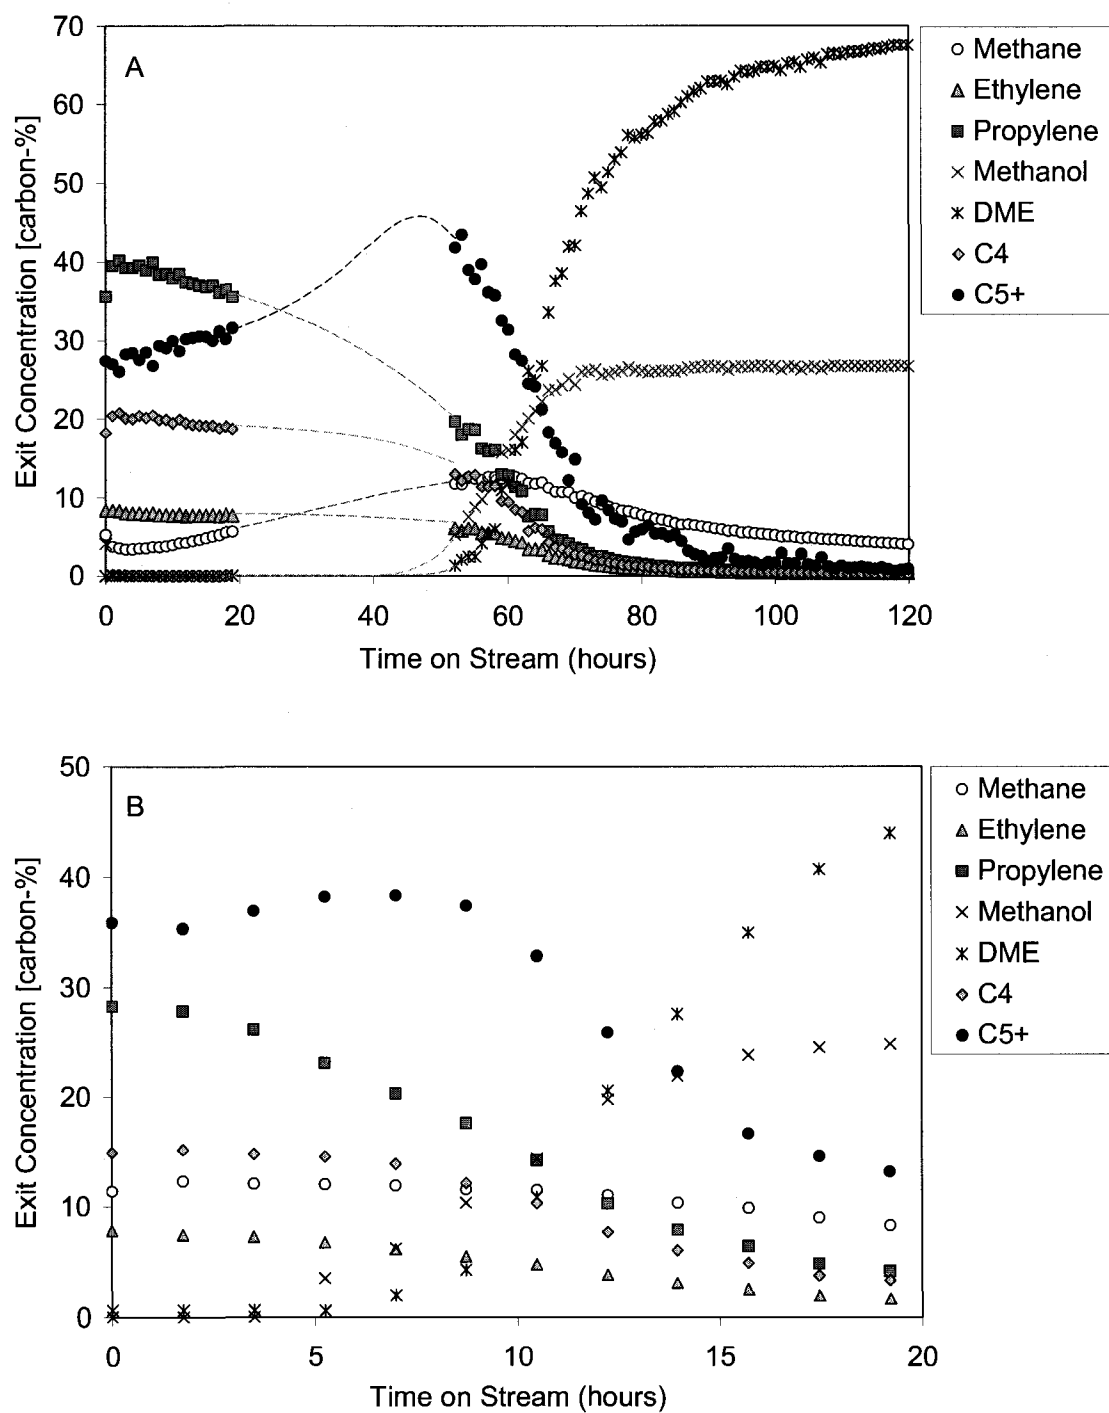 70
60
50
40
30
20
10
0
Exit Concentration [carbon-%]
A
0 20 40 60 80 100 120
Time on Stream (hours)
Methane
Ethylene
Propylene
Methanol
DME
C4
C5+
50
40
30
20
10
0
Exit Concentration [carbon-%]
B
0 5 10 15 20
Time on Stream (hours)
Methane
Ethylene
Propylene
Methanol
DME
C4
C5+